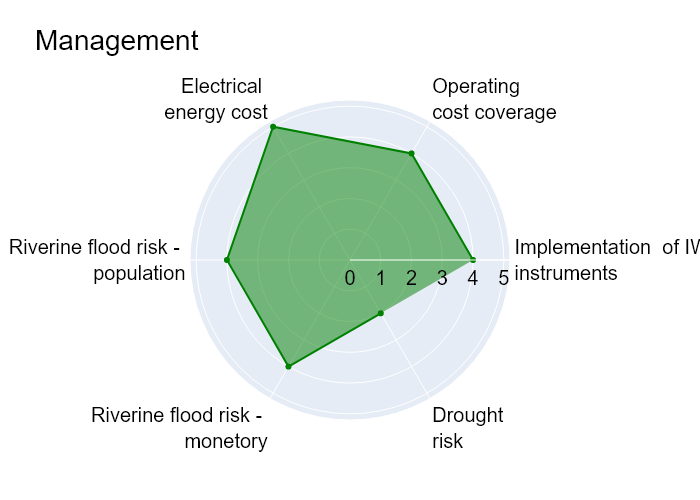 Management
Electrical
energy cost
Operating
cost coverage
Riverine flood risk -
population
Implementation  of IW
instruments
0 1 2 3 4 5
Riverine flood risk -
monetory
Drought
risk